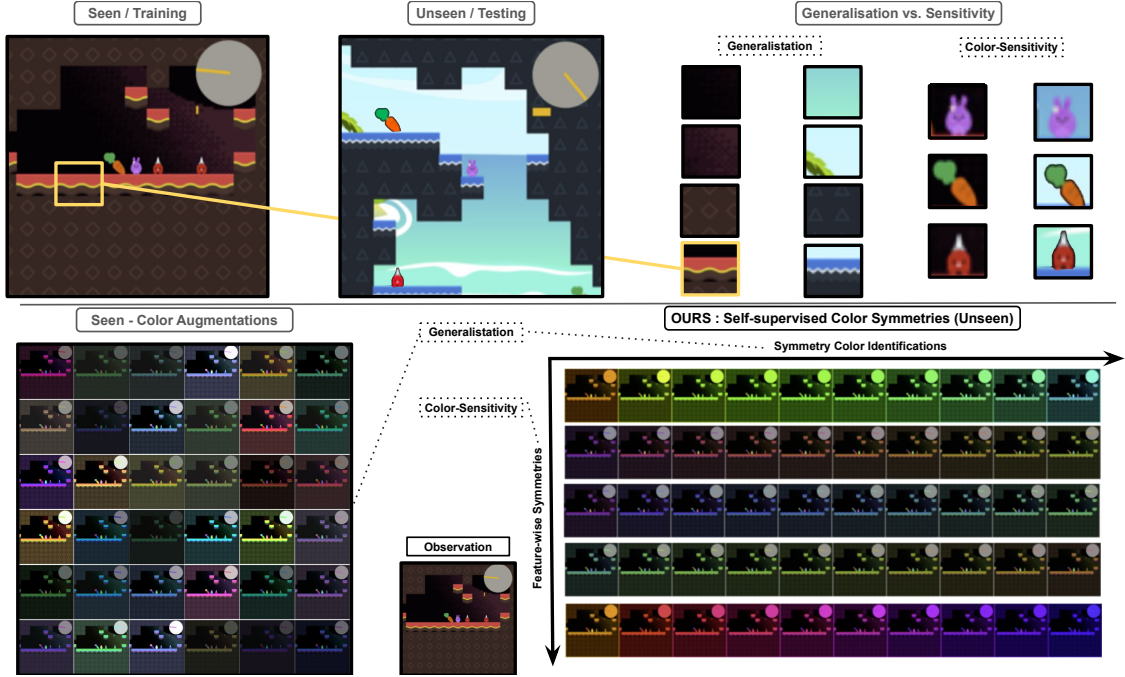 Seen / Training
Unseen / Testing
Generalisation vs. Sensitivity
Generalistation
Color-Sensitivity
Seen - Color Augmentations
Generalistation
OURS : Self-supervised Color Symmetries (Unseen)
Symmetry Color Identifications
Color-Sensitivity
Feature-wise Symmetries
Observation